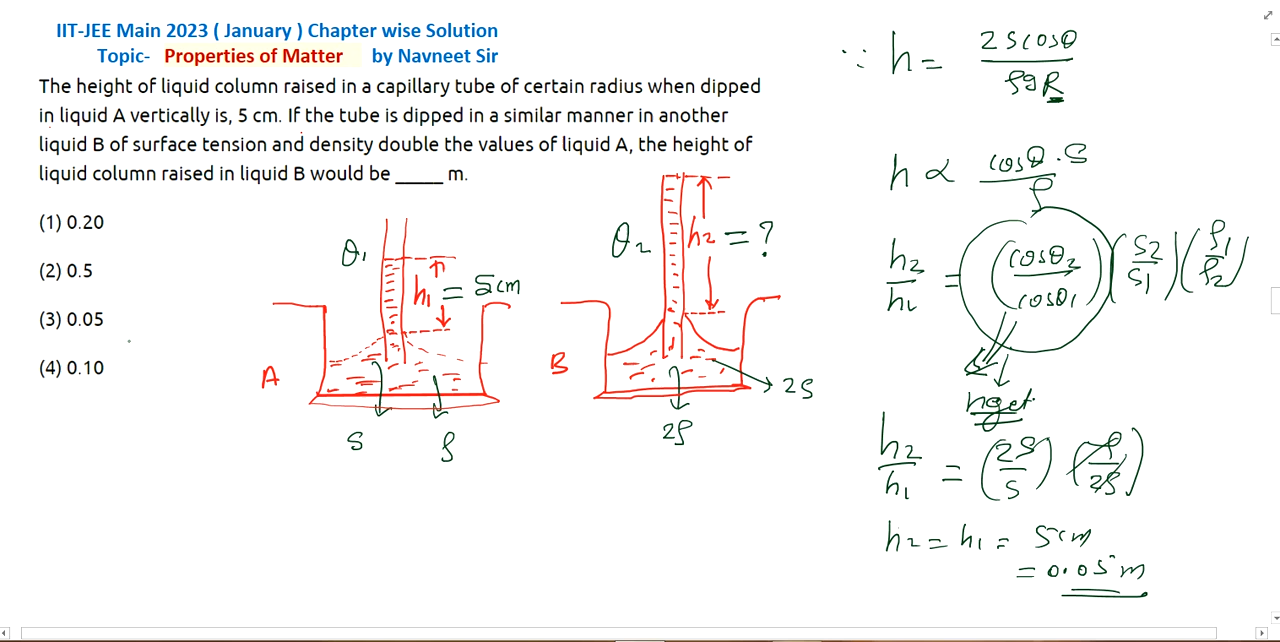 IIT-JEE Main 2023 ( January ) Chapter wise Solution
Topic- Properties of Matter by Navneet Sir
The height of liquid column raised in a capillary tube of certain radius when dipped
in liquid A vertically is, 5 cm. If the tube is dipped in a similar manner in another
liquid B of surface tension and density double the values of liquid A, the height of
liquid column raised in liquid B would be _____ m.
(1) 0.20
(2) 0.5
(3) 0.05
(4) 0.10
θ₁
h₁ = 5cm
A
S
ρ
θ₂
h₂ = ?
B
2S
2ρ
∵ h = 2 S cosθ / ρgR
h ∝ cosθ . S / ρ
h₂/h₁ = (cosθ₂/cosθ₁) (S₂/S₁) (ρ₁/ρ₂)
h₂/h₁ = (2S/S) (ρ/2ρ)
h₂ = h₁ = 5cm
= 0.05 m